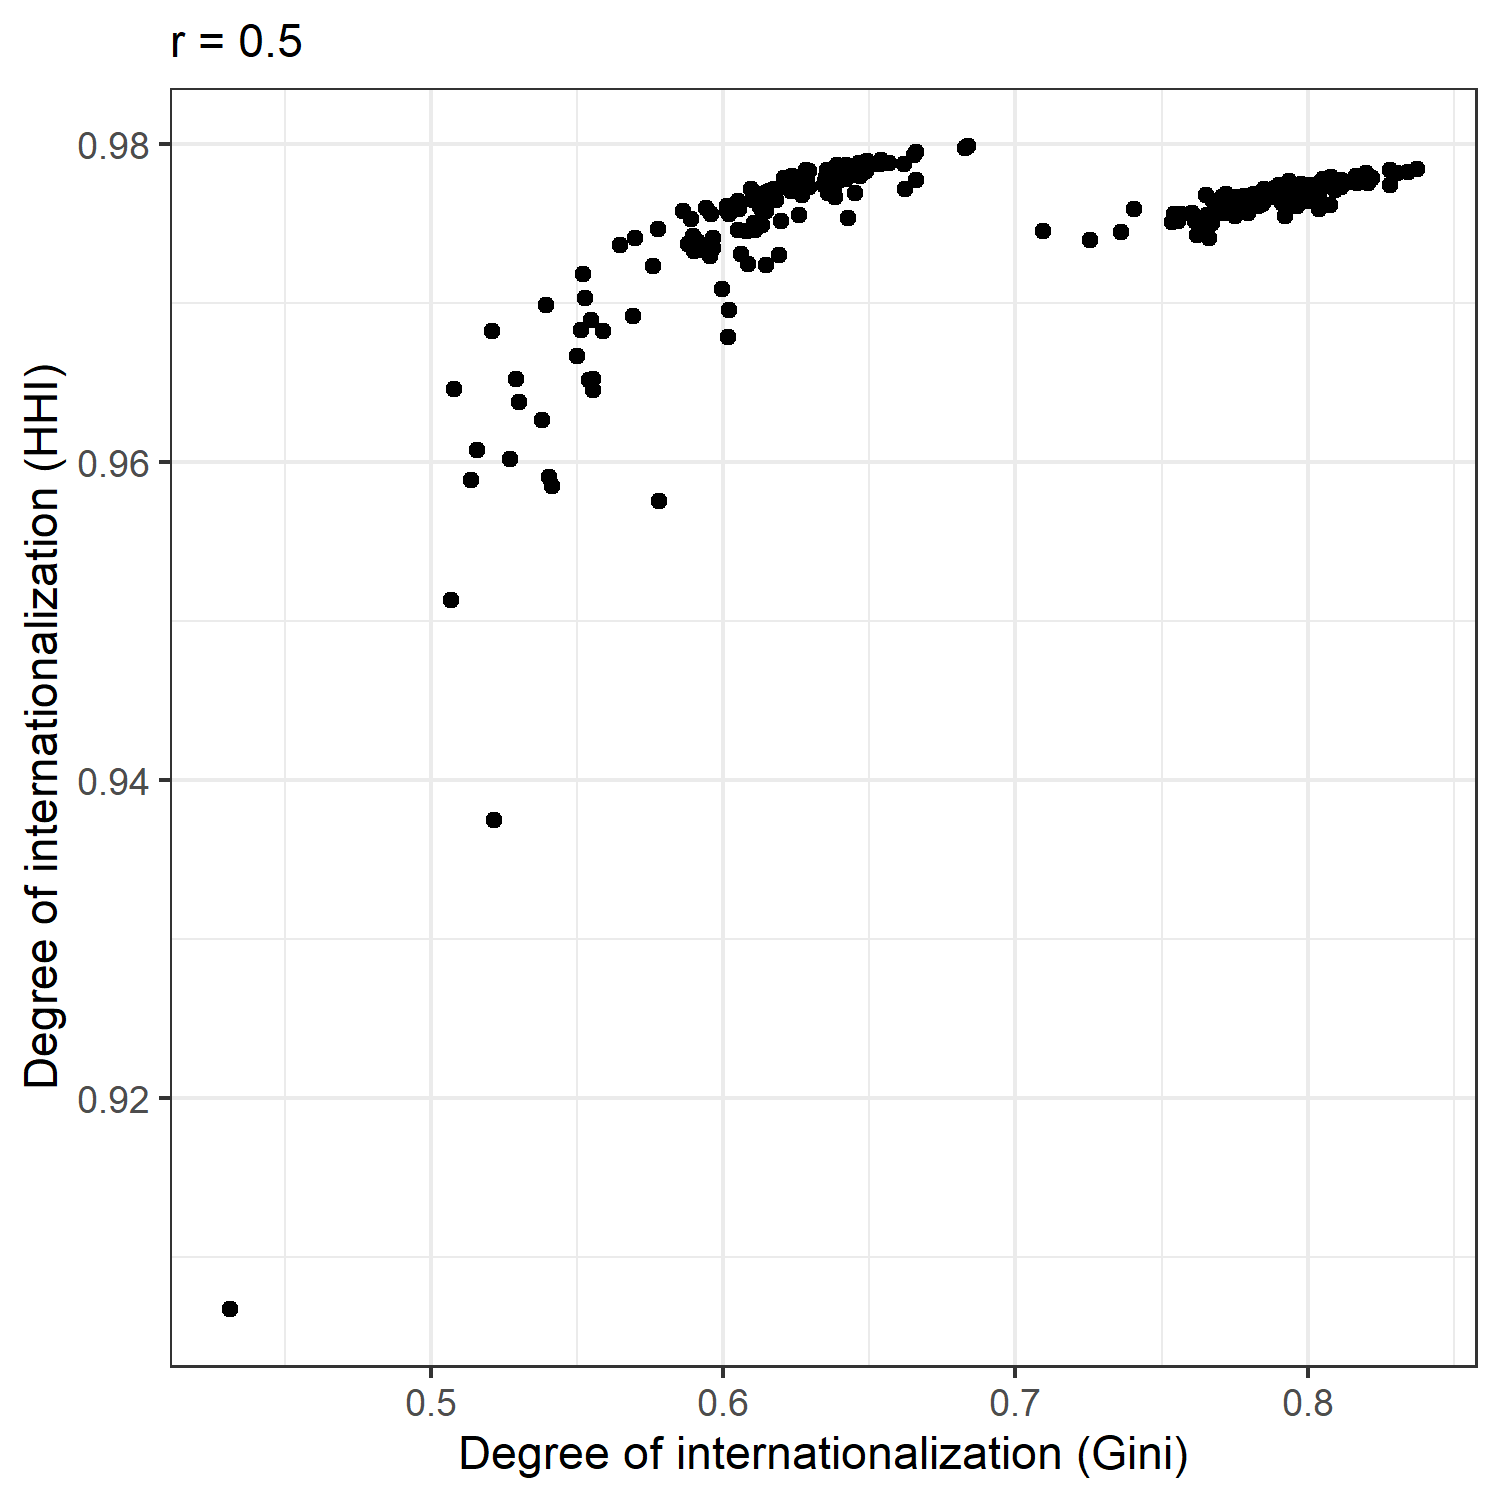 r = 0.5
0.98
0.96
0.94
0.92
Degree of internationalization (HHI)
0.5
0.6
0.7
0.8
Degree of internationalization (Gini)